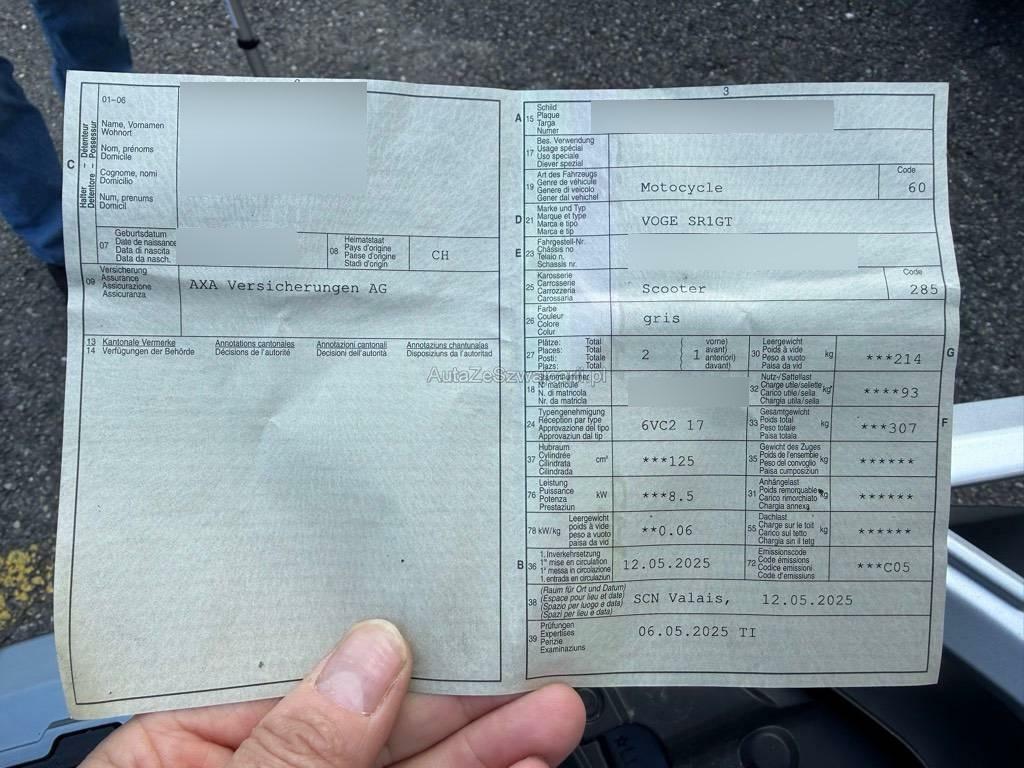 2
01–06
Name, Vornamen
Wohnort
Nom, prénoms
Domicile
Cognome, nomi
Domicilio
Num, prenums
Domicil
C
Halter – Détenteur
Detentore – Possessur
07
Geburtsdatum
Date de naissance
Data di nascita
Data da nasch.
08
Heimatstaat
Pays d'origine
Paese d'origine
Stadi d'origin
CH
09
Versicherung
Assurance
Assicurazione
Assicuranza
AXA Versicherungen AG
13 Kantonale Vermerke Annotations cantonales Annotazioni cantonali Annotaziuns chantunalas
14 Verfügungen der Behörde Décisions de l'autorité Decisioni dell'autorità Disposiziuns da l'autoritad
AutaZeSzwajcarii.pl
3
A 15
Schild
Plaque
Targa
Numer
17
Bes. Verwendung
Usage spécial
Uso speciale
Diever spezial
19
Art des Fahrzeugs
Genre de véhicule
Genere di veicolo
Gener dal vehichel
Motocycle
Code
60
D 21
Marke und Typ
Marque et type
Marca e tipo
Marca e tip
VOGE SR1GT
E 23
Fahrgestell-Nr.
Châssis no
Telaio n.
Schassis nr.
25
Karosserie
Carrosserie
Carrozzeria
Carossaria
Scooter
Code
285
26
Farbe
Couleur
Colore
Colur
gris
27
Plätze: Total
Places: Total
Posti: Totale
Plazs: Totale
2 { 1
vorne)
avant)
anteriori)
davant)
30
Leergewicht
Poids à vide
Peso a vuoto
Paisa da vid
kg
***214
G
18
Stammnummer
N° matricule
N. di matricola
Nr. da matricla
32
Nutz-/Sattellast
Charge utile/sellette
Carico utile/sella
Chargia utila/sella
kg
****93
24
Typengenehmigung
Réception par type
Approvazione del tipo
Approvaziun dal tip
6VC2 17
33
Gesamtgewicht
Poids total
Peso totale
Paisa totala
kg
***307
F
37
Hubraum
Cylindrée
Cilindrata
Cilindrada
cm³
***125
35
Gewicht des Zuges
Poids de l'ensemble
Peso del convoglio
Paisa cumposiziun
kg
******
76
Leistung
Puissance
Potenza
Prestaziun
kW
***8.5
31
Anhängelast
Poids remorquable
Carico rimorchiato
Chargia annexa
kg
******
78 kW/kg
Leergewicht
poids à vide
peso a vuoto
paisa da vid
**0.06
55
Dachlast
Charge sur le toit
Carico sul tetto
Chargia sin il tetg
kg
******
B 36
1. Inverkehrsetzung
1re mise en circulation
1a messa in circolazione
1. entrada en circulaziun
12.05.2025
72
Emissionscode
Code émissions
Codice emissioni
Code d'emissiuns
***C05
38
(Raum für Ort und Datum)
(Espace pour lieu et date)
(Spazio per luogo e data)
(Spazi per lieu e data)
SCN Valais, 12.05.2025
39
Prüfungen
Expertises
Perizie
Examinaziuns
06.05.2025 TI